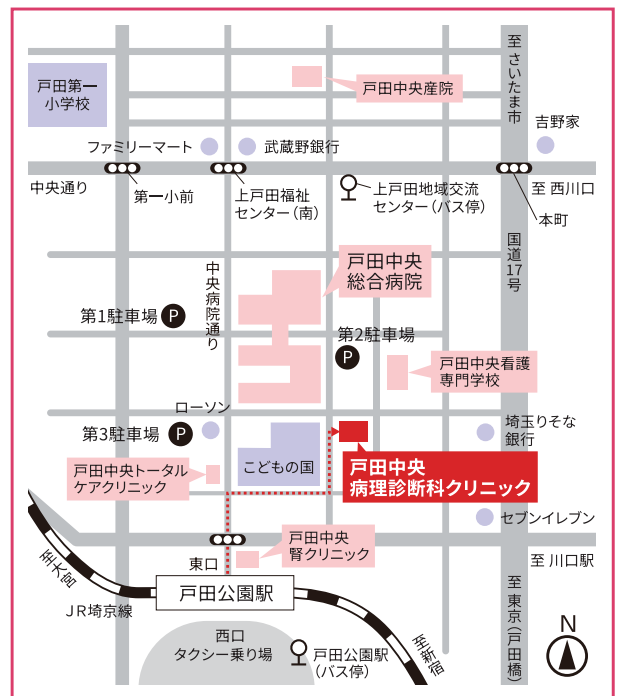 至さいたま市
戸田第一
小学校
戸田中央産院
吉野家
ファミリーマート
武蔵野銀行
中央通り
第一小前
上戸田福祉
センター(南)
上戸田地域交流
センター(バス停)
至 西川口
本町
国道17号
中央病院通り
戸田中央
総合病院
第1駐車場
P
第2駐車場
P
戸田中央看護
専門学校
ローソン
第3駐車場
P
埼玉りそな
銀行
こどもの国
戸田中央
病理診断科クリニック
戸田中央トータル
ケアクリニック
セブンイレブン
戸田中央
腎クリニック
至大宮
東口
至 川口駅
戸田公園駅
JR埼京線
至 東京(戸田橋)
西口
タクシー乗り場
戸田公園駅
(バス停)
至新宿
N